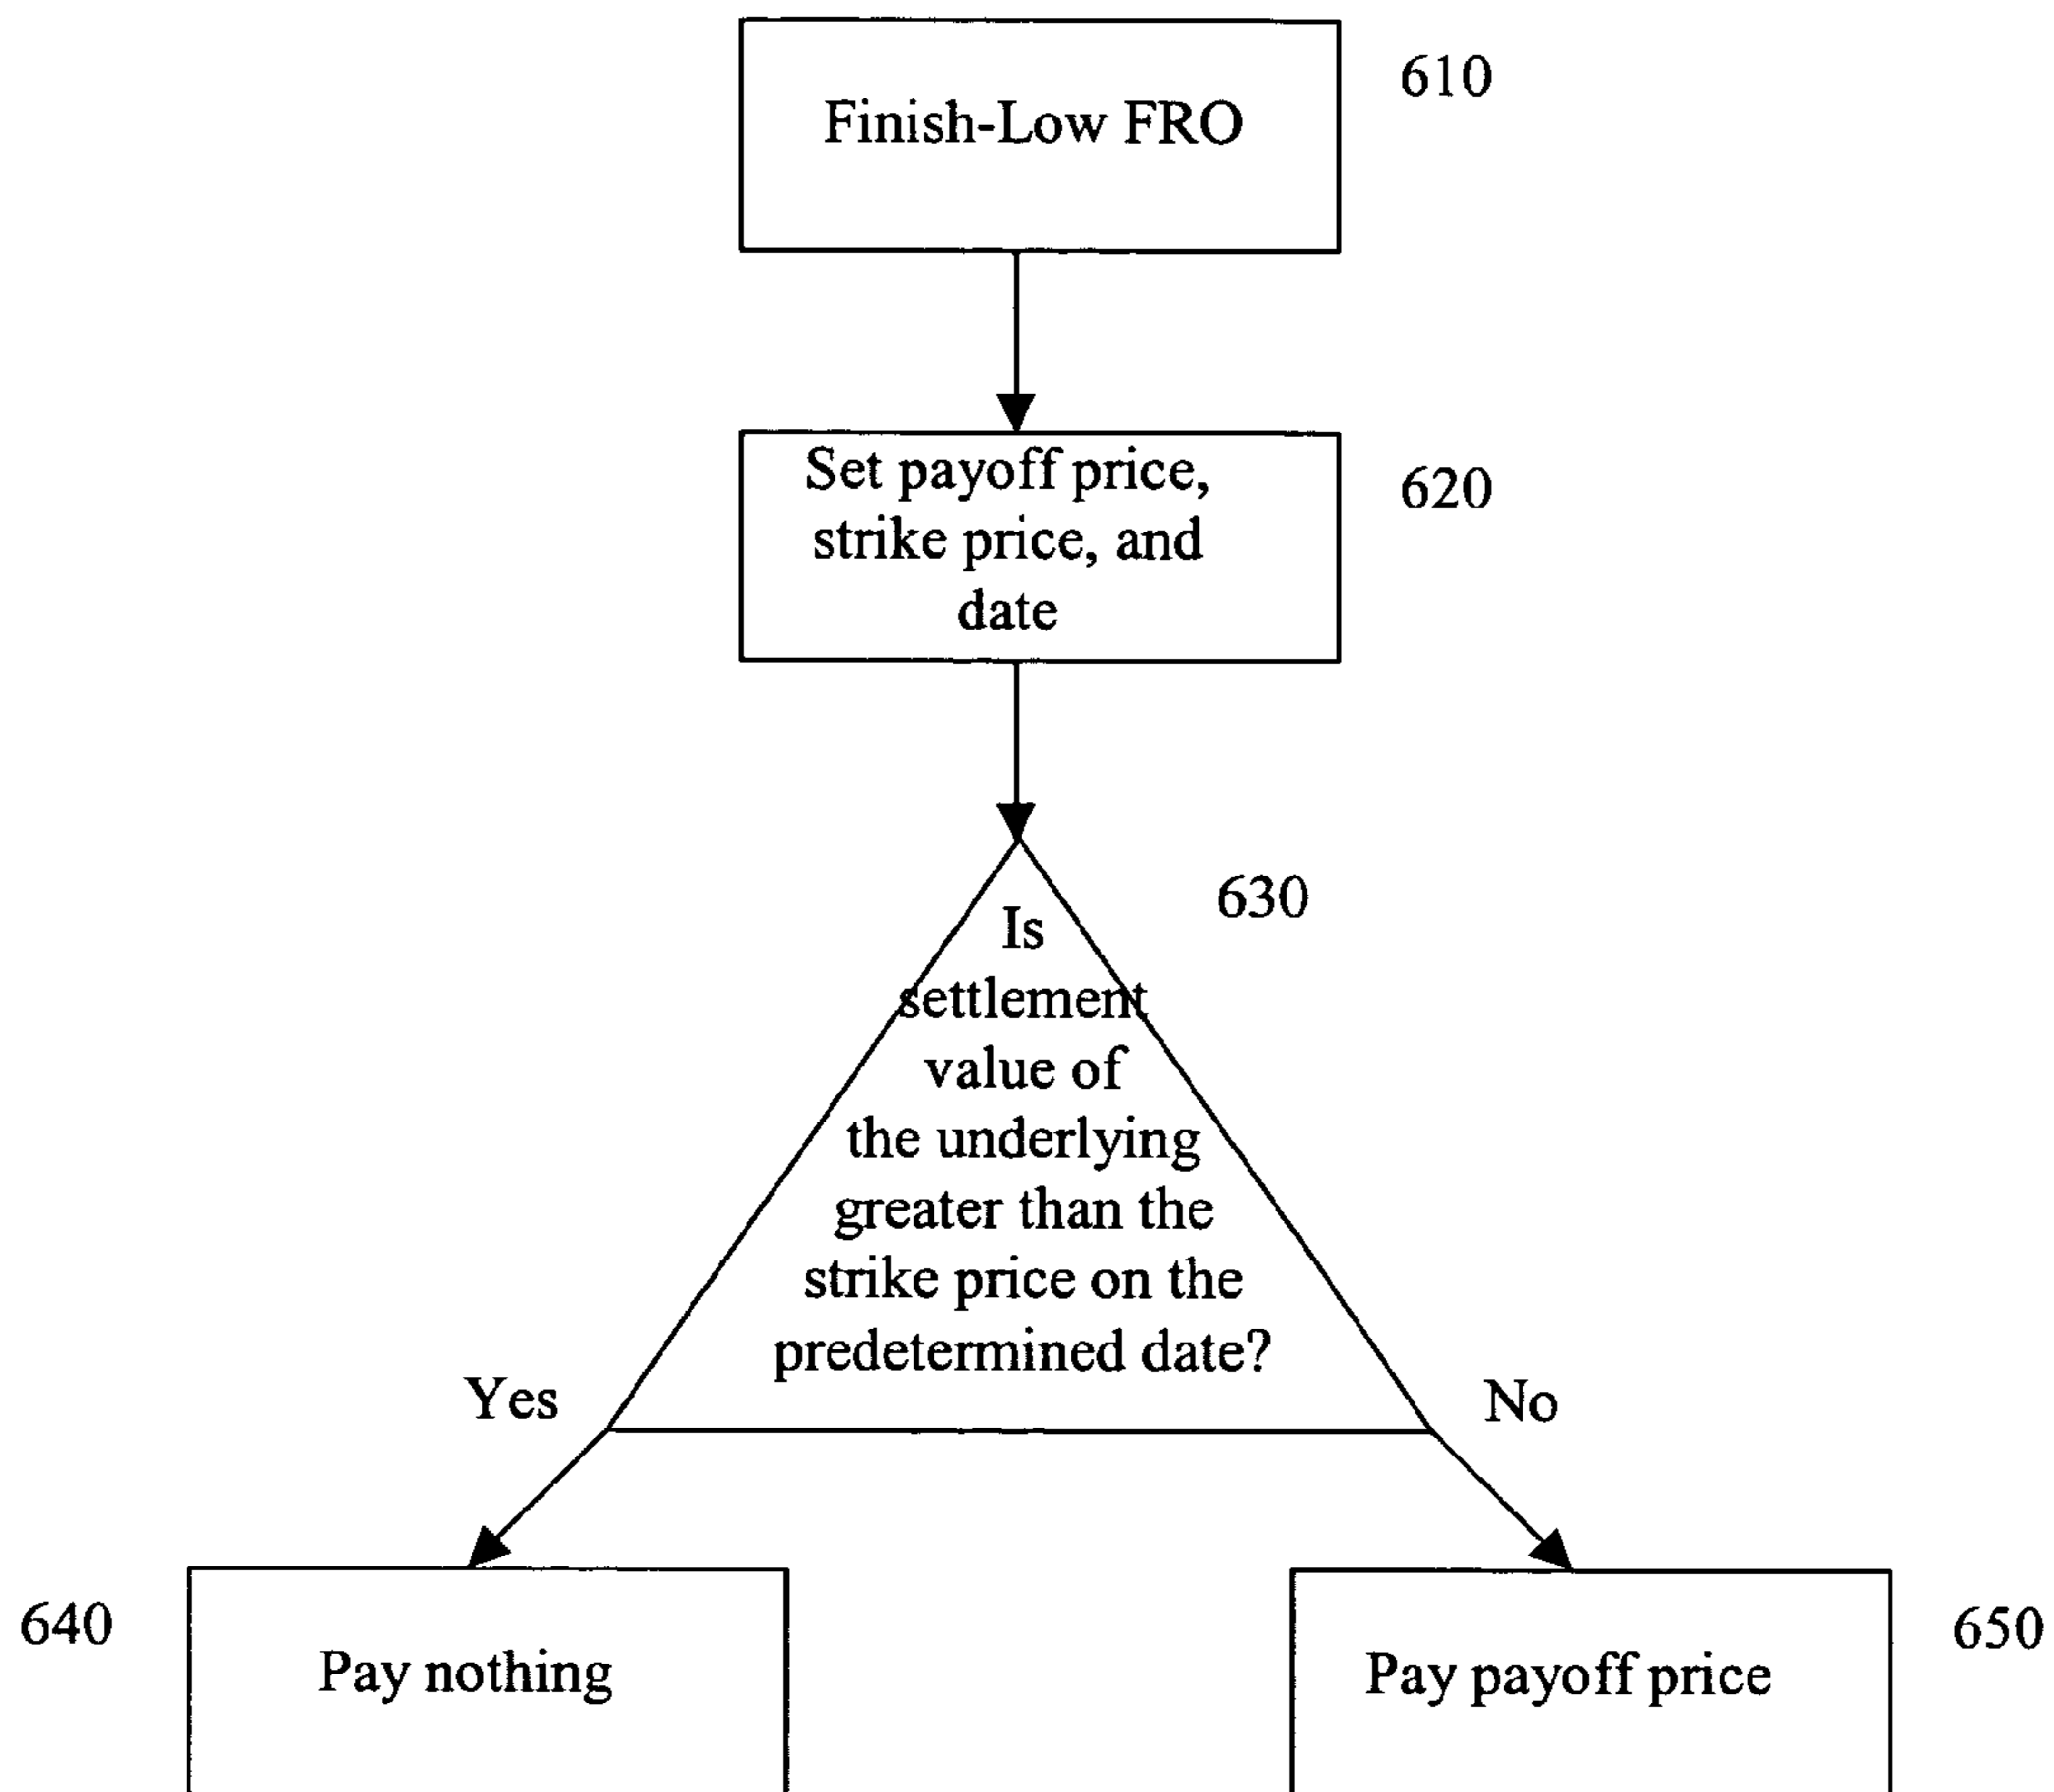 Finish-Low FRO
610
Set payoff price,
strike price, and
date
620
630
Is
settlement
value of
the underlying
greater than the
strike price on the
predetermined date?
Yes
No
640
Pay nothing
Pay payoff price
650